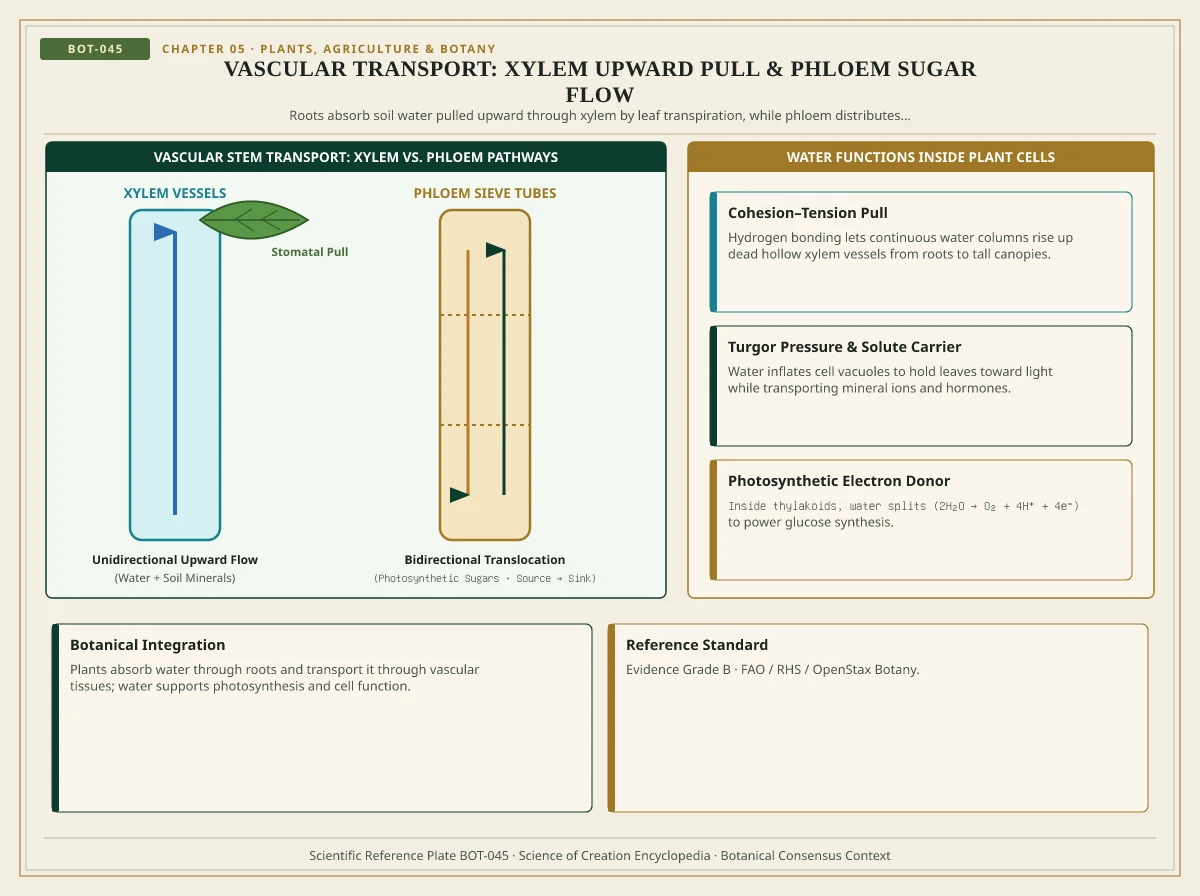 BOT-045
CHAPTER 05 · PLANTS, AGRICULTURE & BOTANY
VASCULAR TRANSPORT: XYLEM UPWARD PULL & PHLOEM SUGAR
FLOW
Roots absorb soil water pulled upward through xylem by leaf transpiration, while phloem distributes...
VASCULAR STEM TRANSPORT: XYLEM VS. PHLOEM PATHWAYS
XYLEM VESSELS
PHLOEM SIEVE TUBES
Stomatal Pull
Unidirectional Upward Flow
(Water + Soil Minerals)
Bidirectional Translocation
(Photosynthetic Sugars · Source → Sink)
WATER FUNCTIONS INSIDE PLANT CELLS
Cohesion–Tension Pull
Hydrogen bonding lets continuous water columns rise up
dead hollow xylem vessels from roots to tall canopies.
Turgor Pressure & Solute Carrier
Water inflates cell vacuoles to hold leaves toward light
while transporting mineral ions and hormones.
Photosynthetic Electron Donor
Inside thylakoids, water splits (2H₂O → O₂ + 4H⁺ + 4e⁻)
to power glucose synthesis.
Botanical Integration
Plants absorb water through roots and transport it through vascular
tissues; water supports photosynthesis and cell function.
Reference Standard
Evidence Grade B · FAO / RHS / OpenStax Botany.
Scientific Reference Plate BOT-045 · Science of Creation Encyclopedia · Botanical Consensus Context